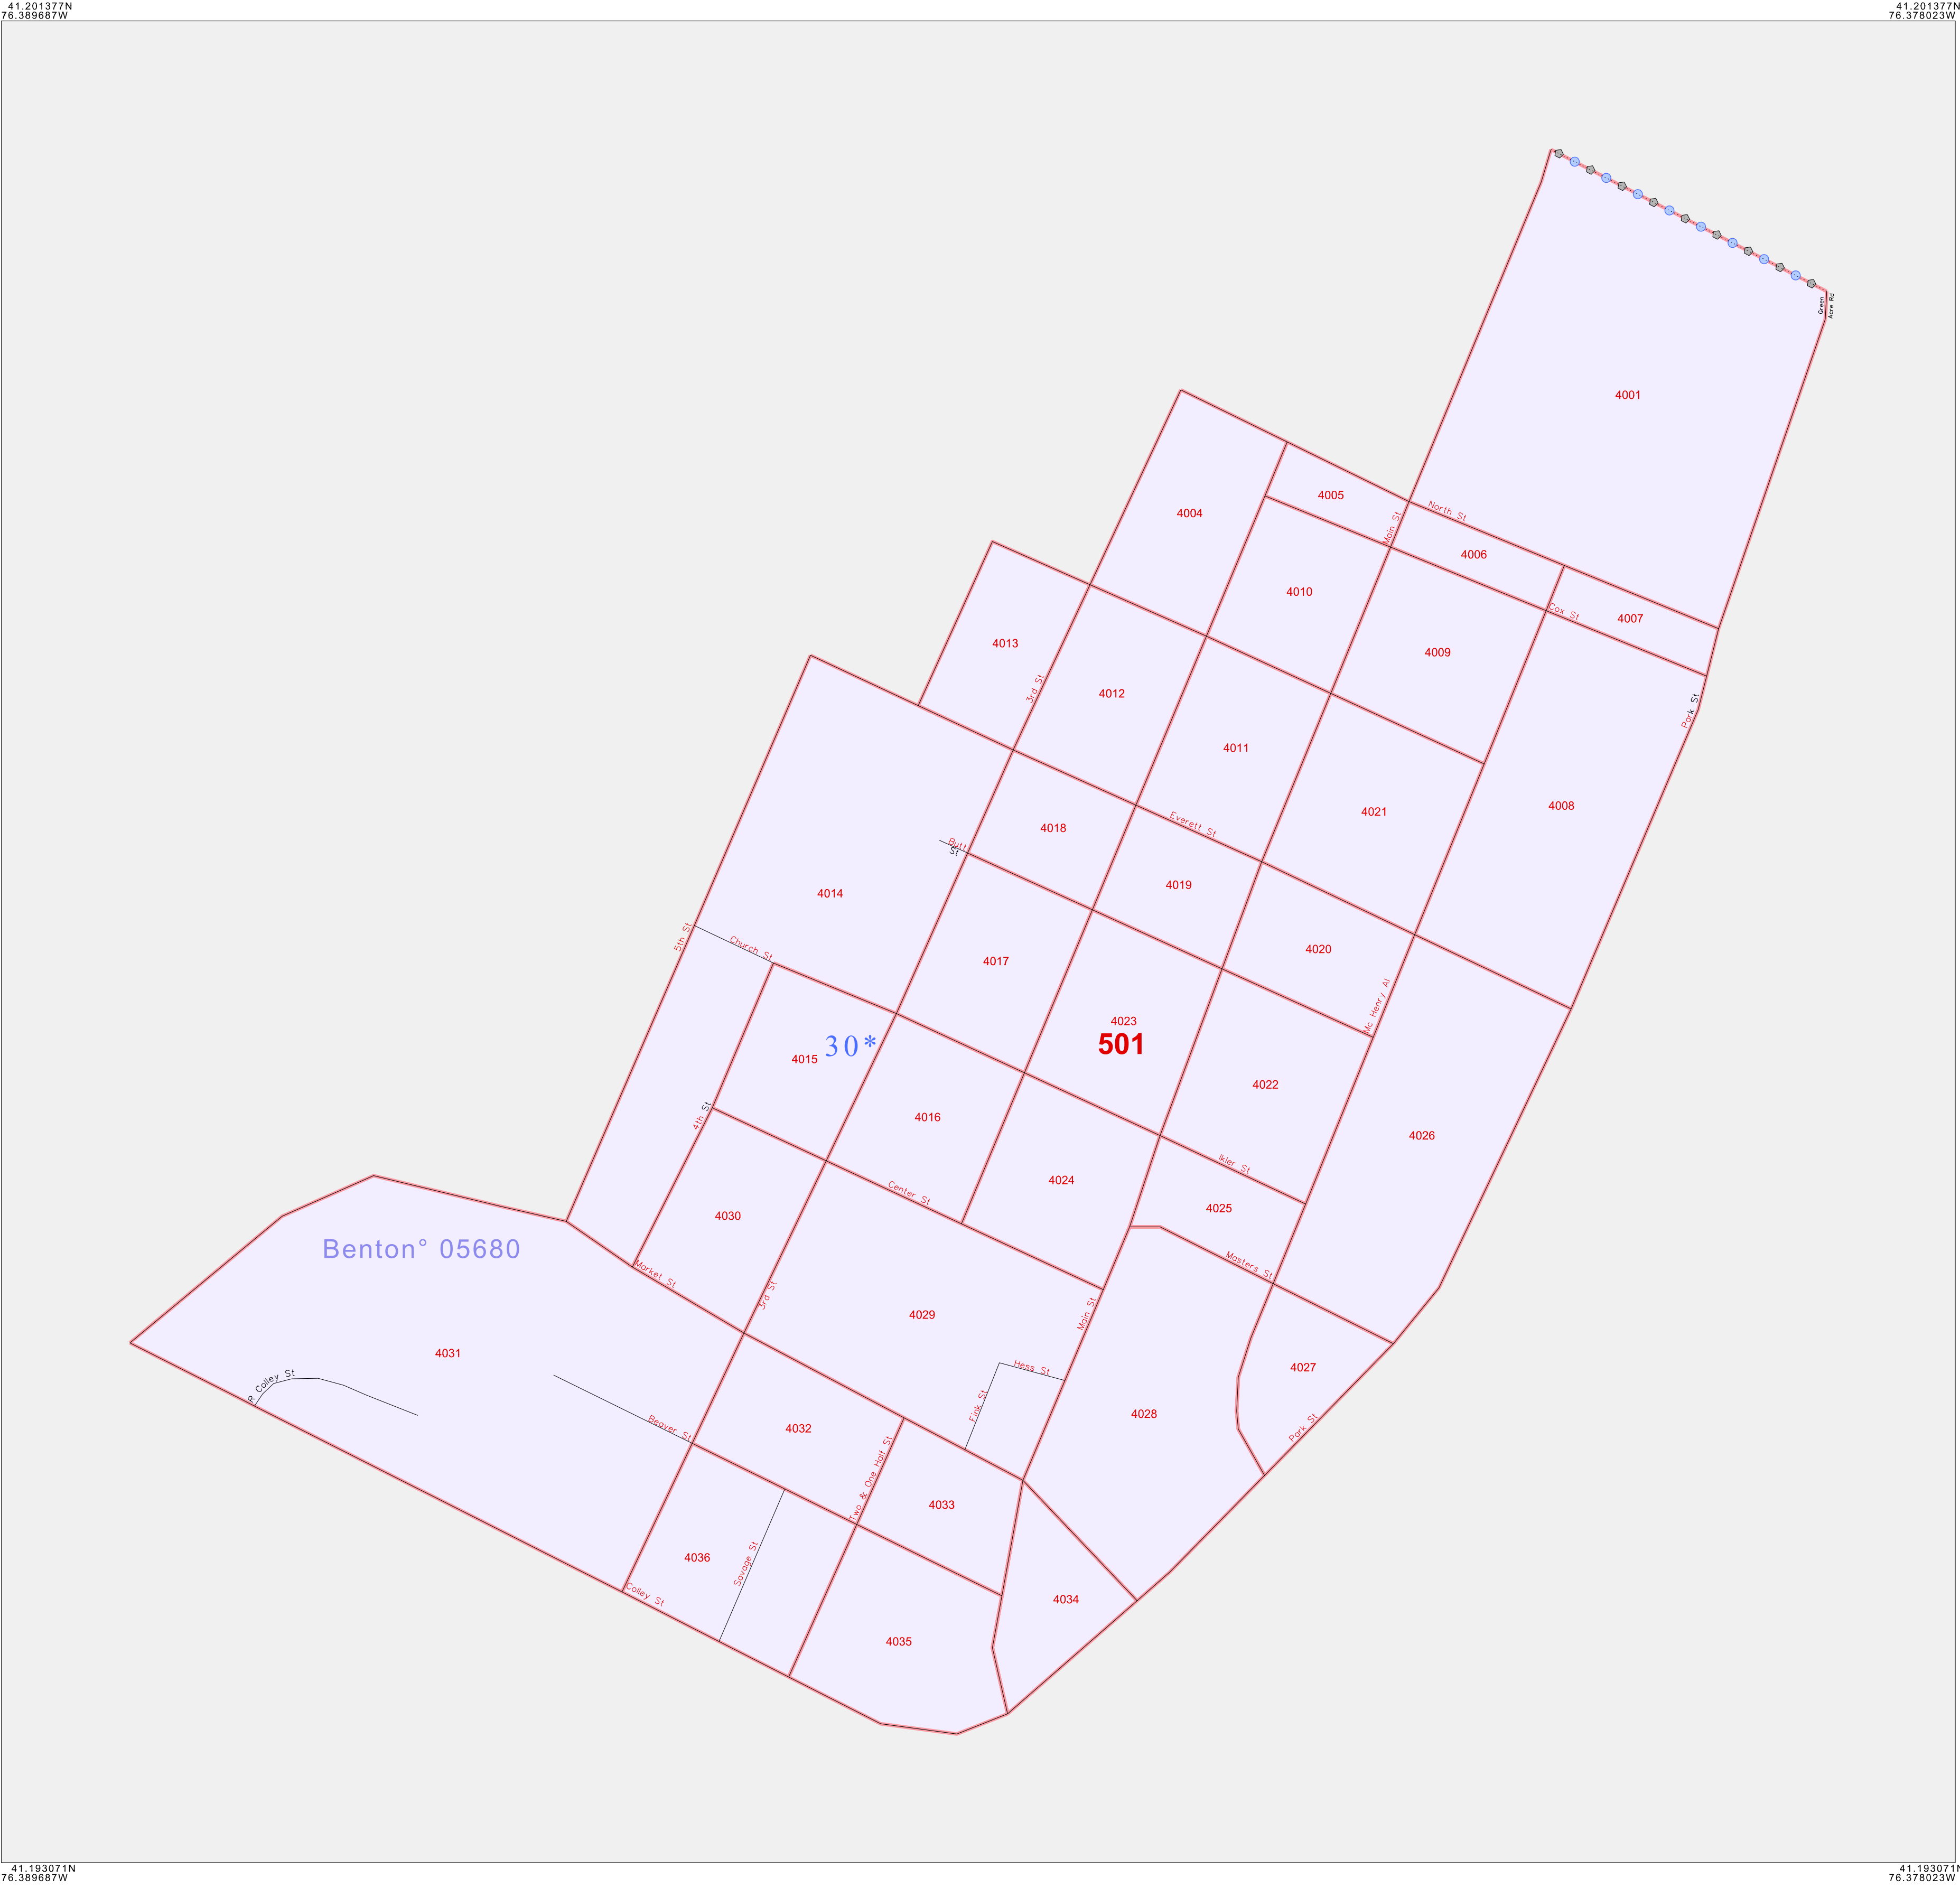 41.201377N
76.389687W
41.201377N
76.378023W
Green
Acre Rd
4001
4005
North St
4004
Main St
4006
4010
Cox St
4007
4013
4009
3rd St
4012
Park St
4011
4008
4021
4018
Everett St
Butt
St
4019
4014
5th St
Church St
4020
4017
Mc Henry Al
4023
30*
501
4015
4022
4th St
4016
4026
Ikler St
4024
Center St
4025
4030
Benton° 05680
Masters St
Market St
3rd St
4029
Main St
4031
Hess St
4027
R Colley St
Fink St
4028
Beaver St
4032
Park St
Two & One Half St
4033
4036
Savage St
Colley St
4034
4035
41.193071N
76.389687W
41.193071N
76.378023W